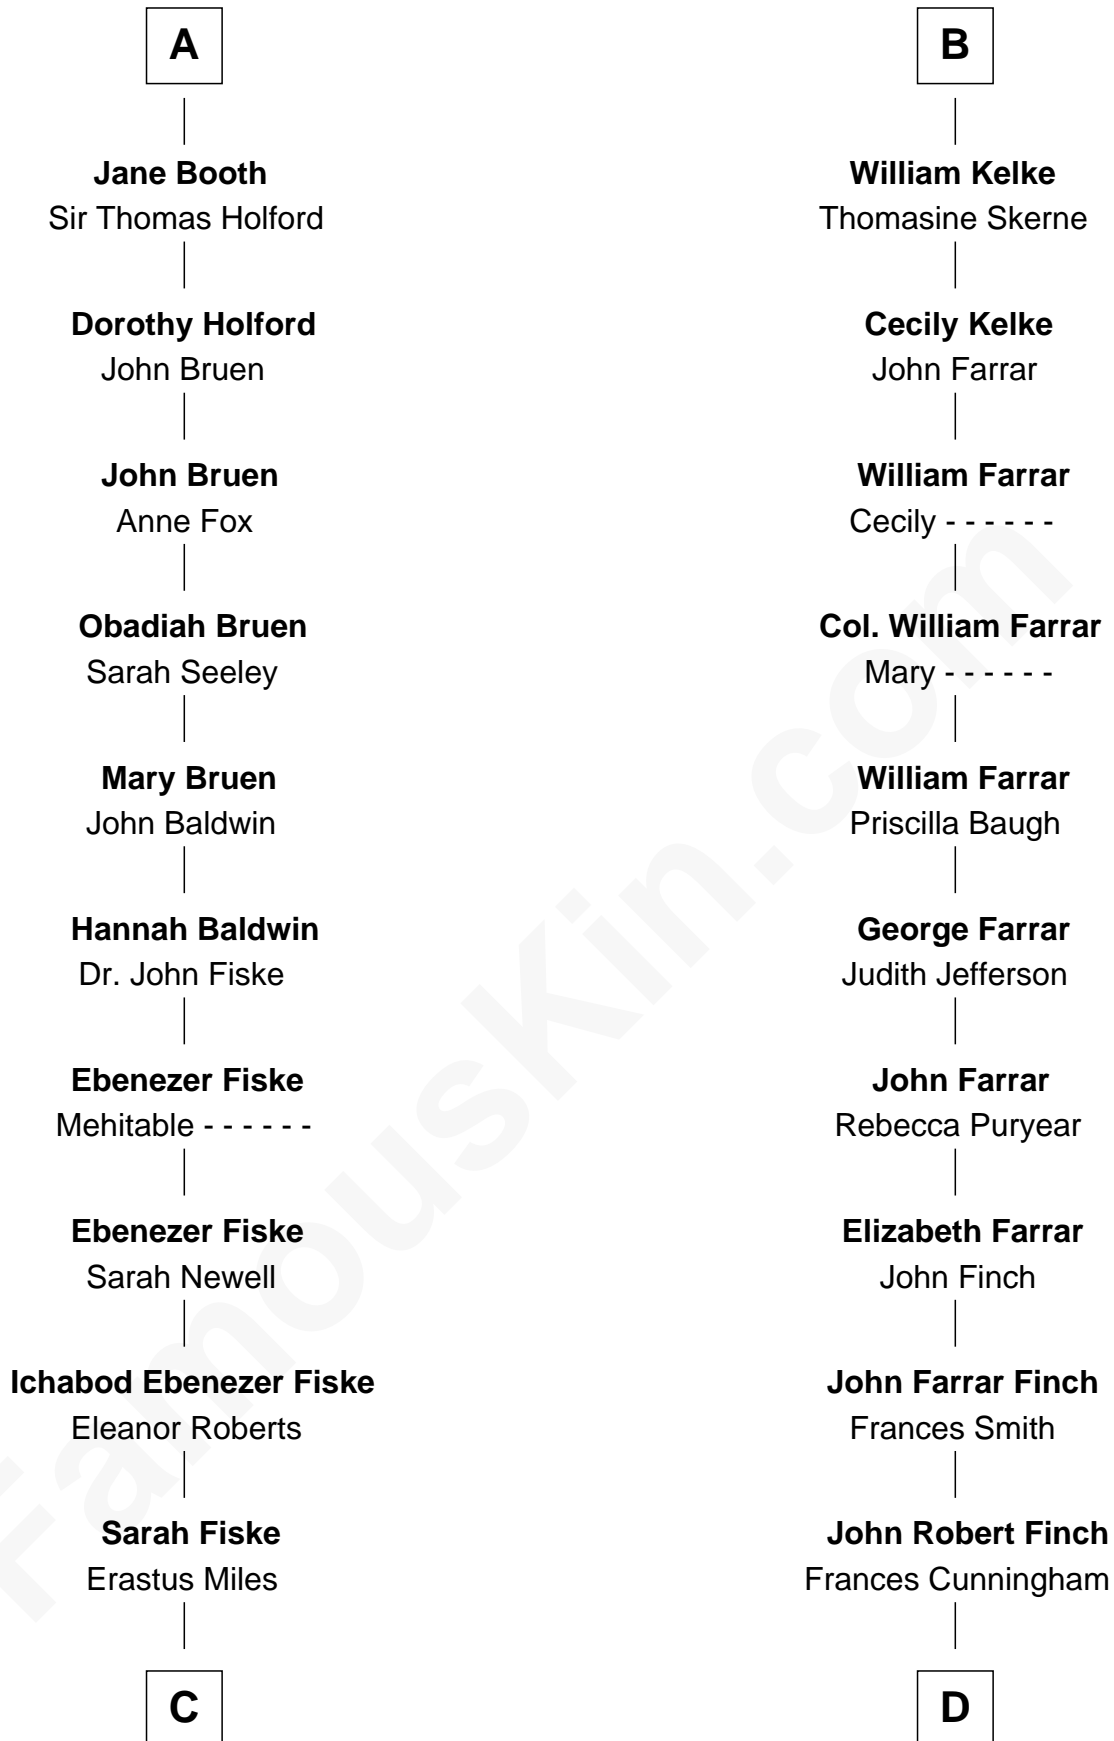 A
Jane Booth
Sir Thomas Holford
Dorothy Holford
John Bruen
John Bruen
Anne Fox
Obadiah Bruen
Sarah Seeley
Mary Bruen
John Baldwin
Hannah Baldwin
Dr. John Fiske
Ebenezer Fiske
Mehitable - - - - - -
Ebenezer Fiske
Sarah Newell
Ichabod Ebenezer Fiske
Eleanor Roberts
Sarah Fiske
Erastus Miles
C
B
William Kelke
Thomasine Skerne
Cecily Kelke
John Farrar
William Farrar
Cecily - - - - - -
Col. William Farrar
Mary - - - - - -
William Farrar
Priscilla Baugh
George Farrar
Judith Jefferson
John Farrar
Rebecca Puryear
Elizabeth Farrar
John Finch
John Farrar Finch
Frances Smith
John Robert Finch
Frances Cunningham
D
FamousKin.com